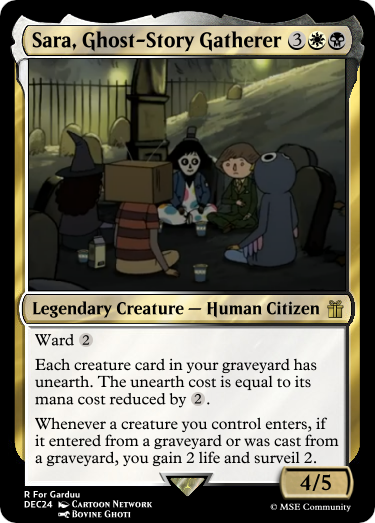 Sara, Ghost-Story Gatherer 3
Legendary Creature — Human Citizen
Ward 2
Each creature card in your graveyard has
unearth. The unearth cost is equal to its
mana cost reduced by 2.
Whenever a creature you control enters, if
it entered from a graveyard or was cast from
a graveyard, you gain 2 life and surveil 2.
4/5
R For Garduu
DEC24 Cartoon Network
Bovine Ghoti
© MSE Community